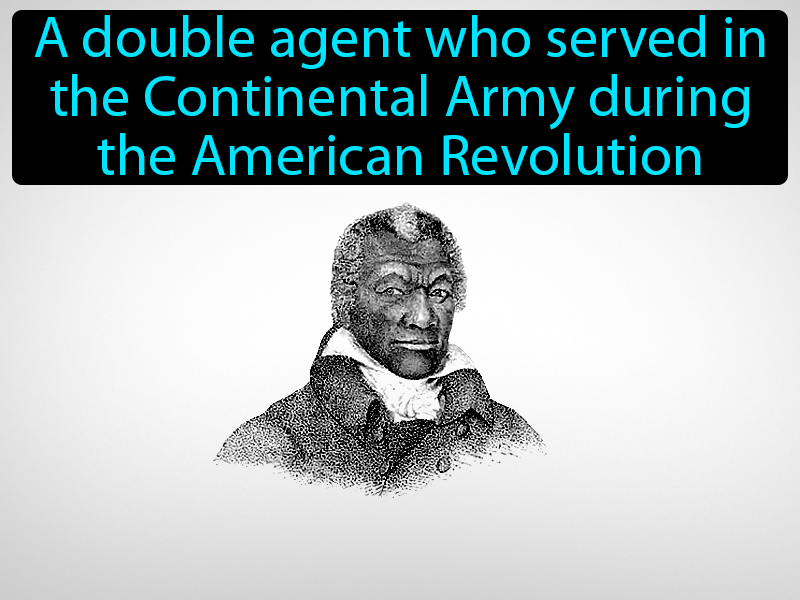 A double agent who served in
the Continental Army during
the American Revolution